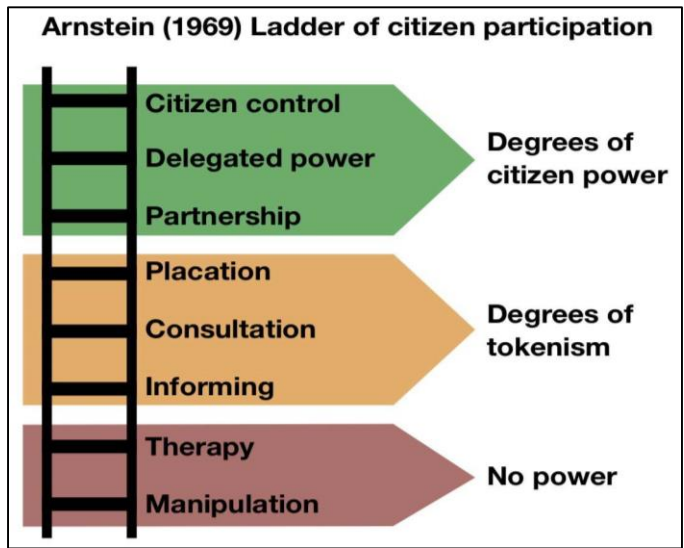 Arnstein (1969) Ladder of citizen participation
Citizen control
Delegated power
Partnership
Degrees of
citizen power
Placation
Consultation
Informing
Degrees of
tokenism
Therapy
Manipulation
No power